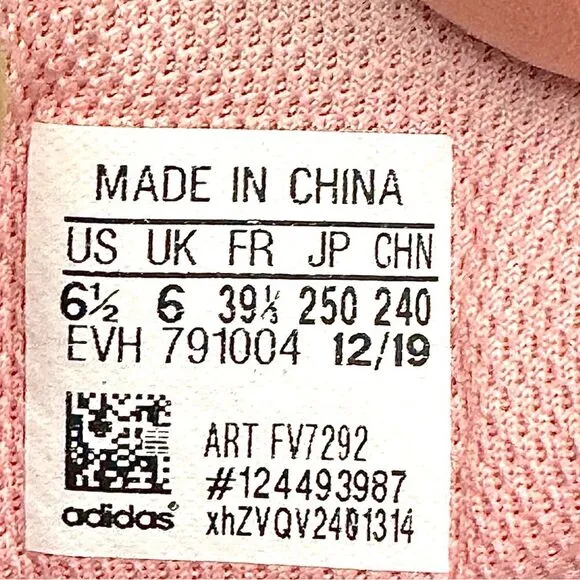 MADE IN CHINA
US UK FR JP CHN
6½ 6 39⅓ 250 240
EVH 791004 12/19
ART FV7292
#124493987
adidas® xhZVQV24G1314